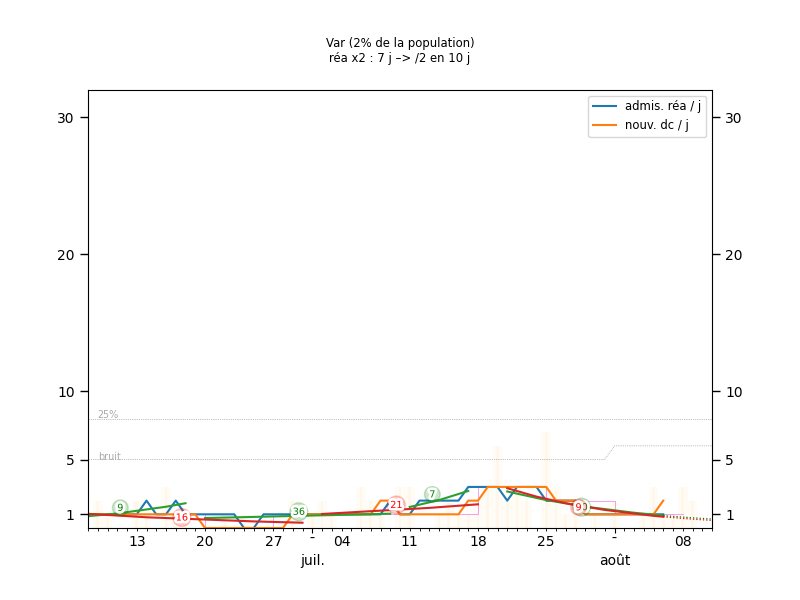 Var (2% de la population)
réa x2 : 7 j –> /2 en 10 j
admis. réa / j
nouv. dc / j
30 30
20 20
10 10
25%
5 bruit 5
1 9 16 36 21 7 1
13 20 27 - 04 11 18 25 - 08
juil. août